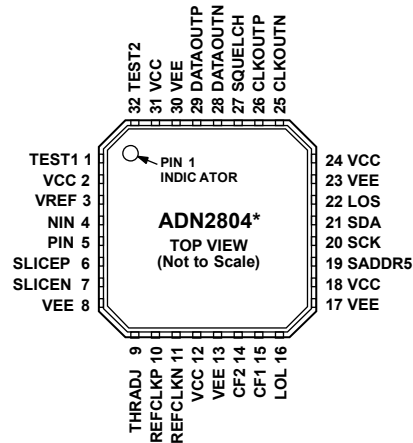 32 TEST2
31 VCC
30 VEE
29 DATAOUTP
28 DATAOUTN
27 SQUELCH
26 CLKOUTP
25 CLKOUTN
TEST1 1
VCC 2
VREF 3
NIN 4
PIN 5
SLICEP 6
SLICEN 7
VEE 8
PIN 1
INDIC ATOR
ADN2804*
TOP VIEW
(Not to Scale)
24 VCC
23 VEE
22 LOS
21 SDA
20 SCK
19 SADDR5
18 VCC
17 VEE
THRADJ 9
REFCLKP 10
REFCLKN 11
VCC 12
VEE 13
CF2 14
CF1 15
LOL 16